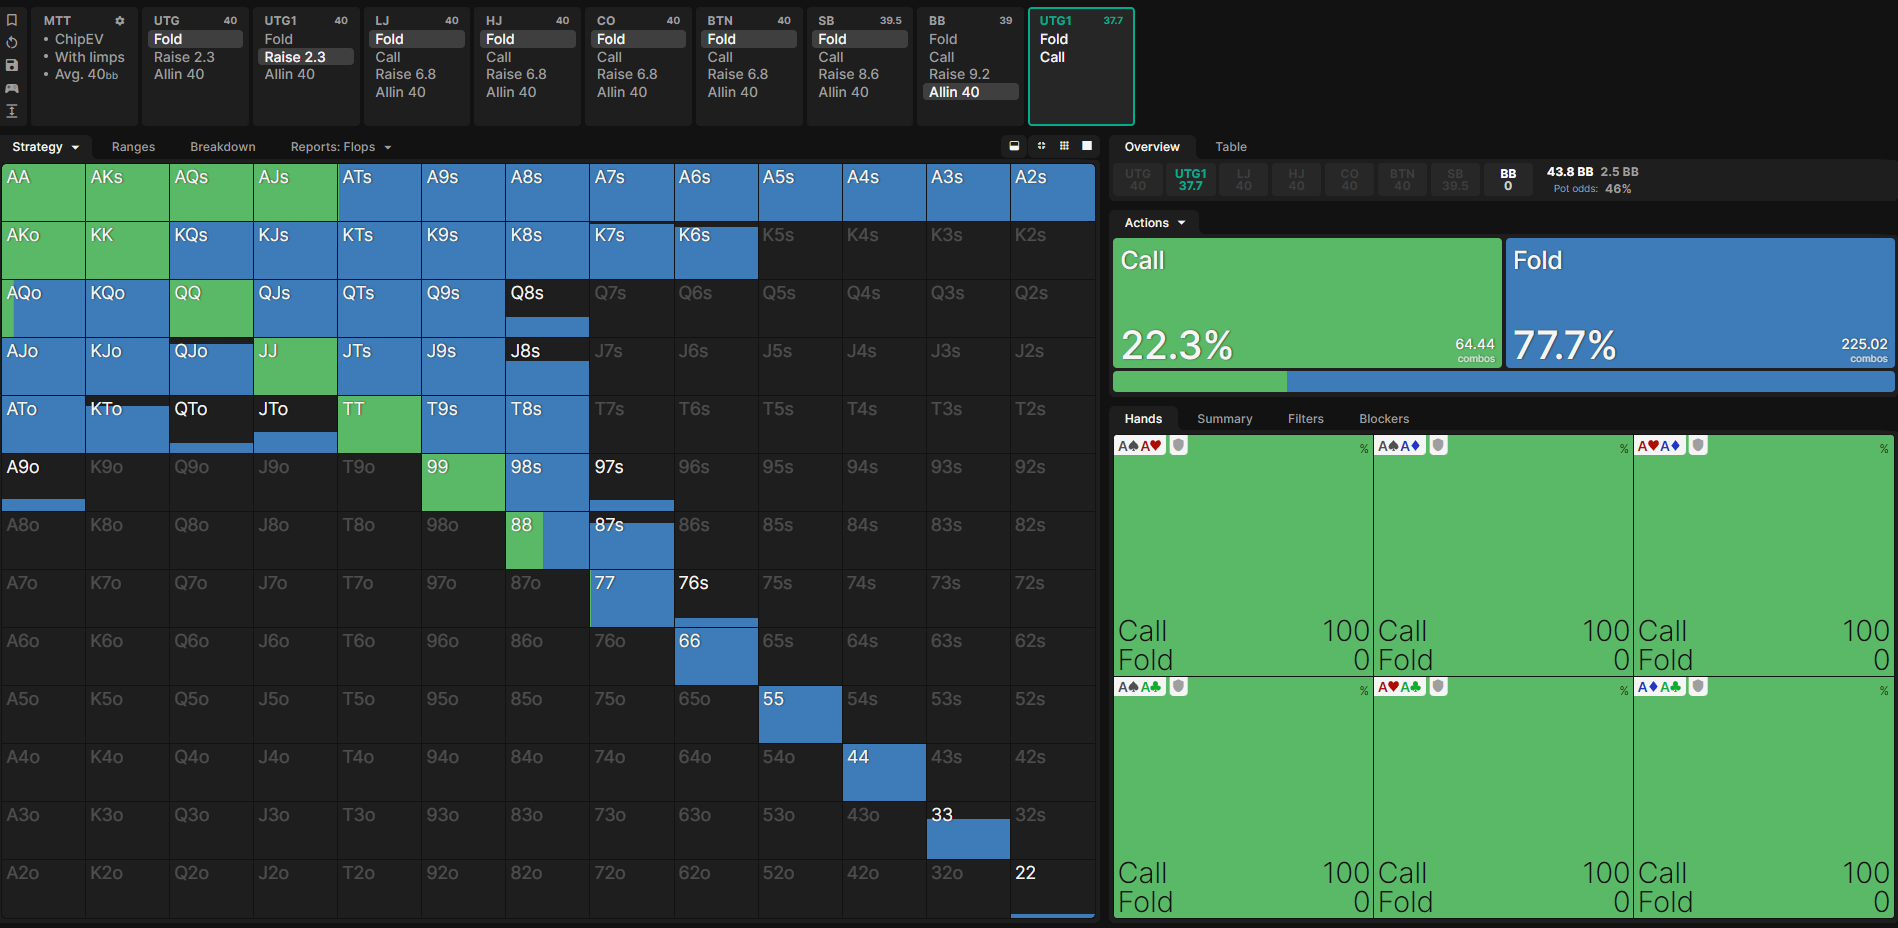 MTT
• ChipEV
• With limps
• Avg. 40bb
UTG 40
Fold
Raise 2.3
Allin 40
UTG1 40
Fold
Raise 2.3
Allin 40
LJ 40
Fold
Call
Raise 6.8
Allin 40
HJ 40
Fold
Call
Raise 6.8
Allin 40
CO 40
Fold
Call
Raise 6.8
Allin 40
BTN 40
Fold
Call
Raise 6.8
Allin 40
SB 39.5
Fold
Call
Raise 8.6
Allin 40
BB 39
Fold
Call
Raise 9.2
Allin 40
UTG1 37.7
Fold
Call
Strategy Ranges Breakdown Reports: Flops
AA AKs AQs AJs ATs A9s A8s A7s A6s A5s A4s A3s A2s
AKo KK KQs KJs KTs K9s K8s K7s K6s K5s K4s K3s K2s
AQo KQo QQ QJs QTs Q9s Q8s Q7s Q6s Q5s Q4s Q3s Q2s
AJo KJo QJo JJ JTs J9s J8s J7s J6s J5s J4s J3s J2s
ATo KTo QTo JTo TT T9s T8s T7s T6s T5s T4s T3s T2s
A9o K9o Q9o J9o T9o 99 98s 97s 96s 95s 94s 93s 92s
A8o K8o Q8o J8o T8o 98o 88 87s 86s 85s 84s 83s 82s
A7o K7o Q7o J7o T7o 97o 87o 77 76s 75s 74s 73s 72s
A6o K6o Q6o J6o T6o 96o 86o 76o 66 65s 64s 63s 62s
A5o K5o Q5o J5o T5o 95o 85o 75o 65o 55 54s 53s 52s
A4o K4o Q4o J4o T4o 94o 84o 74o 64o 54o 44 43s 42s
A3o K3o Q3o J3o T3o 93o 83o 73o 63o 53o 43o 33 32s
A2o K2o Q2o J2o T2o 92o 82o 72o 62o 52o 42o 32o 22
Overview Table
UTG UTG1 LJ HJ CO BTN SB BB 43.8 BB 2.5 BB
40 37.7 40 40 40 40 39.5 0 Pot odds: 46%
Actions
Call Fold
22.3% 64.44 combos 77.7% 225.02 combos
Hands Summary Filters Blockers
A♠A♥ % A♠A♦ % A♥A♦ %
Call 100 Call 100 Call 100
Fold 0 Fold 0 Fold 0
A♠A♣ % A♥A♣ % A♦A♣ %
Call 100 Call 100 Call 100
Fold 0 Fold 0 Fold 0